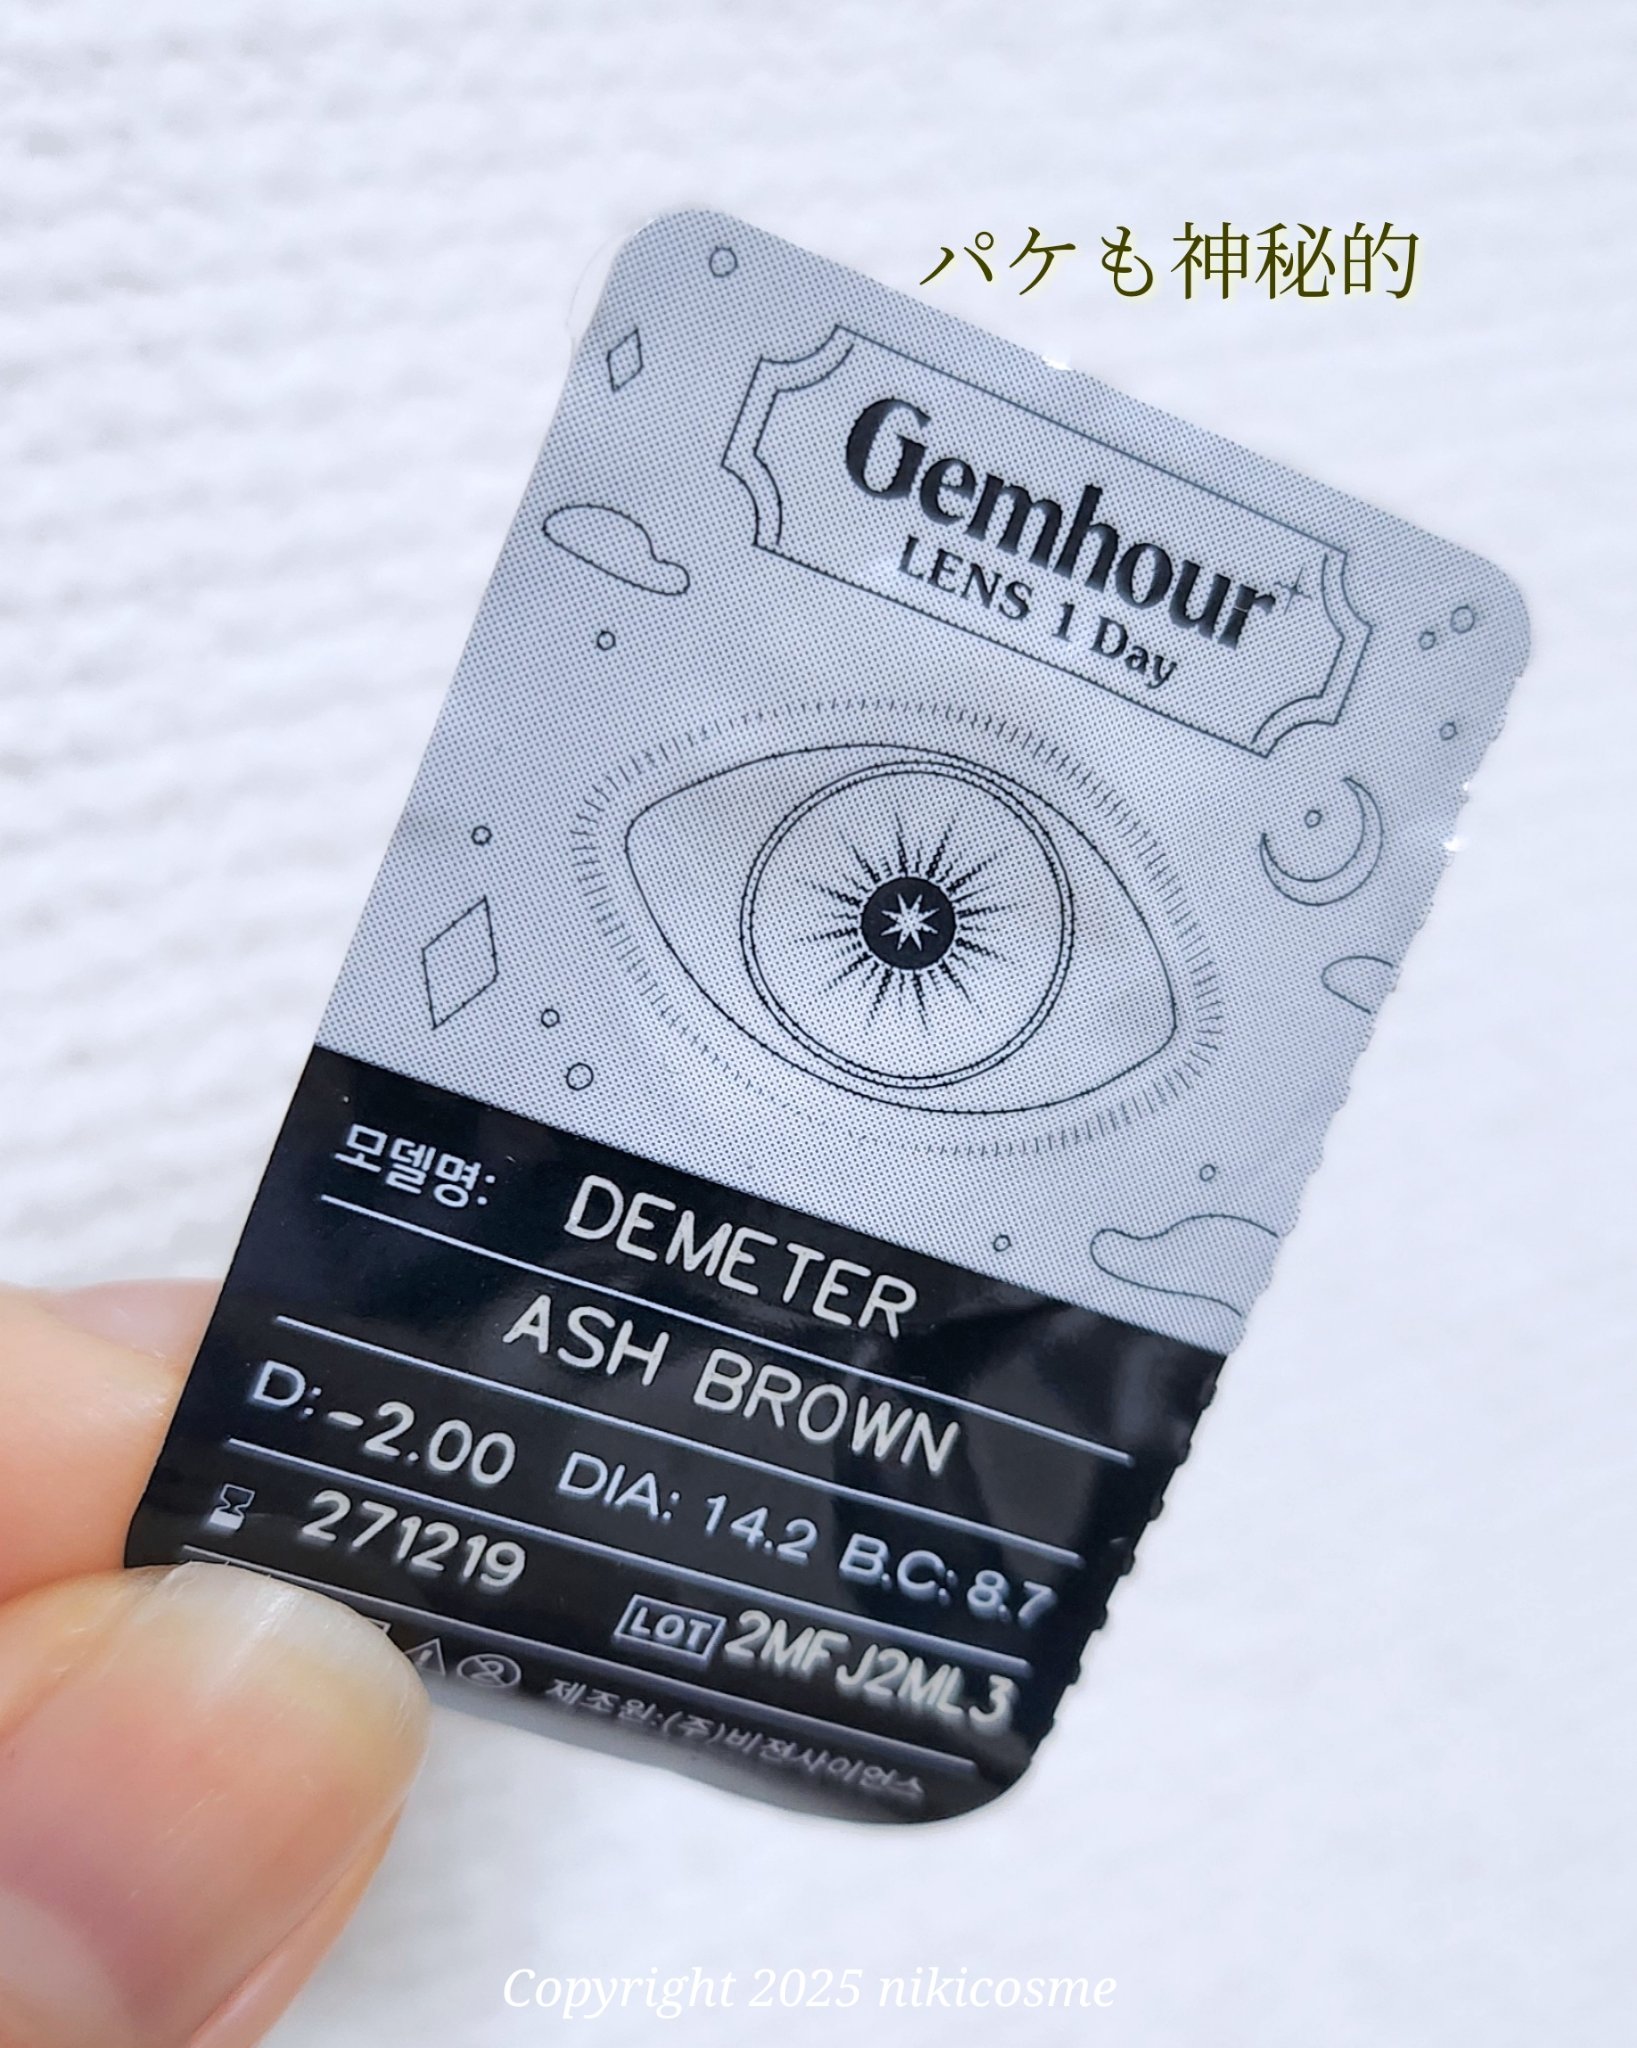 パケも神秘的
Gemhour
LENS 1 Day
모델명: DEMETER
ASH BROWN
D: -2.00 DIA: 14.2 B.C: 8.7
271219
LOT 2MFJ2ML3
제조원:(주)비전사이언스
Copyright 2025 nikicosme